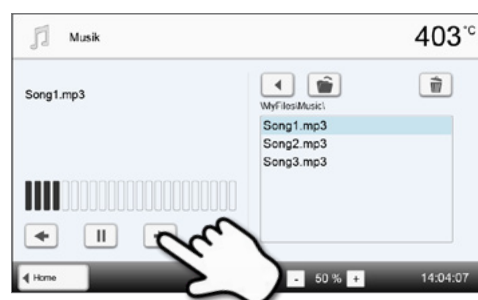 Musik
403 °C
Song1.mp3
\MyFiles\Music\
Song1.mp3
Song2.mp3
Song3.mp3
Home
- 50 % +
14:04:07